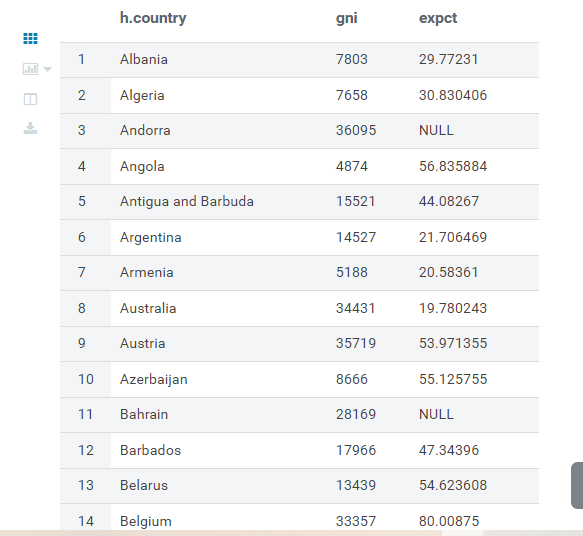 h.country gni expct
1 Albania 7803 29.77231
2 Algeria 7658 30.830406
3 Andorra 36095 NULL
4 Angola 4874 56.835884
5 Antigua and Barbuda 15521 44.08267
6 Argentina 14527 21.706469
7 Armenia 5188 20.58361
8 Australia 34431 19.780243
9 Austria 35719 53.971355
10 Azerbaijan 8666 55.125755
11 Bahrain 28169 NULL
12 Barbados 17966 47.34396
13 Belarus 13439 54.623608
14 Belgium 33357 80.00875